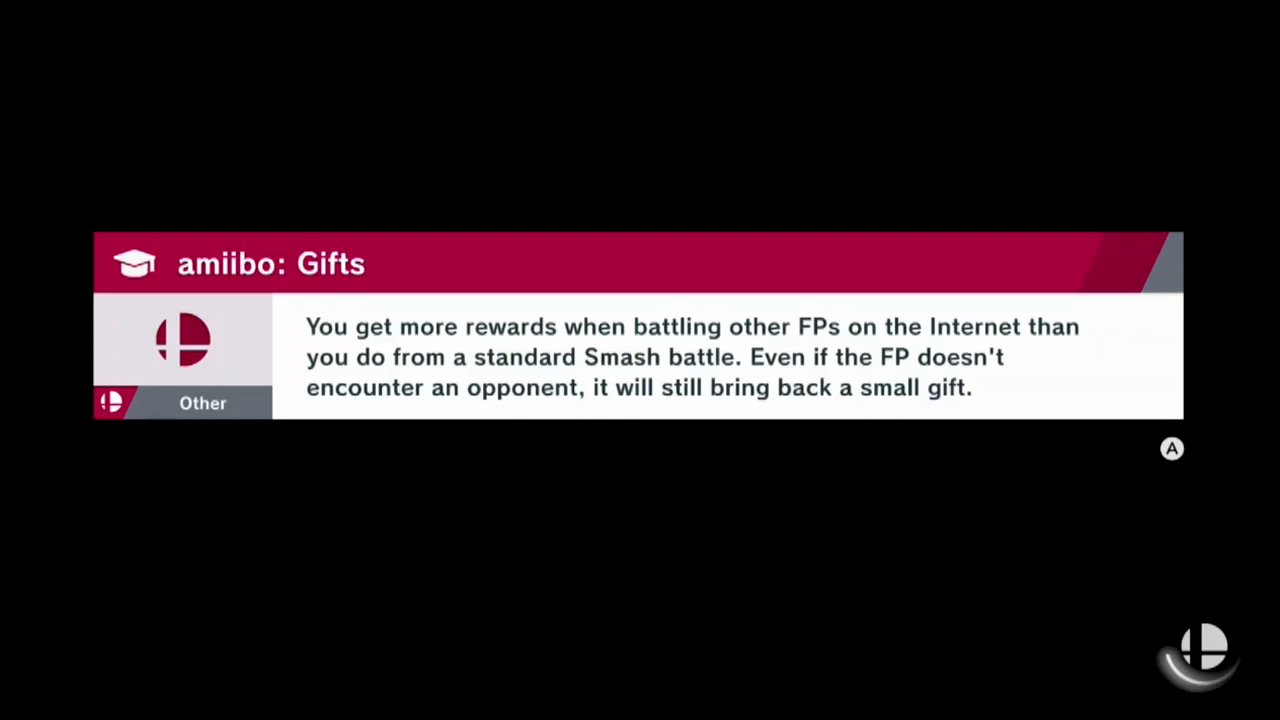 amiibo: Gifts
You get more rewards when battling other FPs on the Internet than
you do from a standard Smash battle. Even if the FP doesn't
encounter an opponent, it will still bring back a small gift.
Other
A